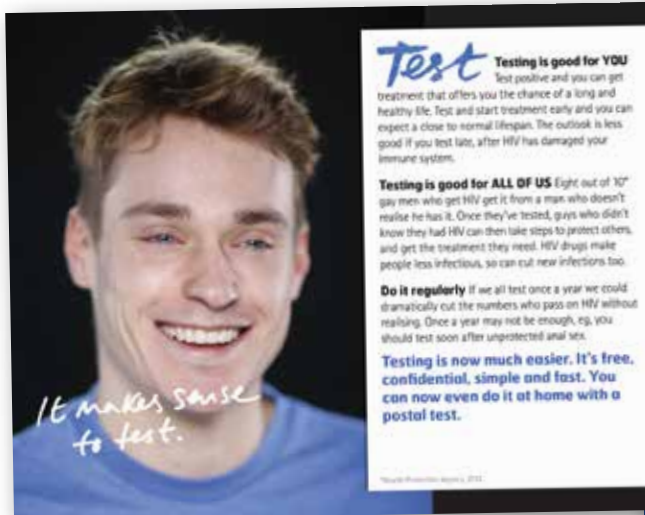 It makes sense
to test.
Test Testing is good for YOU
Test positive and you can get
treatment that offers you the chance of a long and
healthy life. Test and start treatment early and you can
expect a close to normal lifespan. The outlook is less
good if you test late, after HIV has damaged your
immune system.
Testing is good for ALL OF US Eight out of 10*
gay men who get HIV get it from a man who doesn't
realise he has it. Once they've tested, guys who didn't
know they had HIV can then take steps to protect others,
and get the treatment they need. HIV drugs make
people less infectious, so can cut new infections too.
Do it regularly If we all test once a year we could
dramatically cut the numbers who pass on HIV without
realising. Once a year may not be enough, eg, you
should test soon after unprotected anal sex.
Testing is now much easier. It's free,
confidential, simple and fast. You
can now even do it at home with a
postal test.